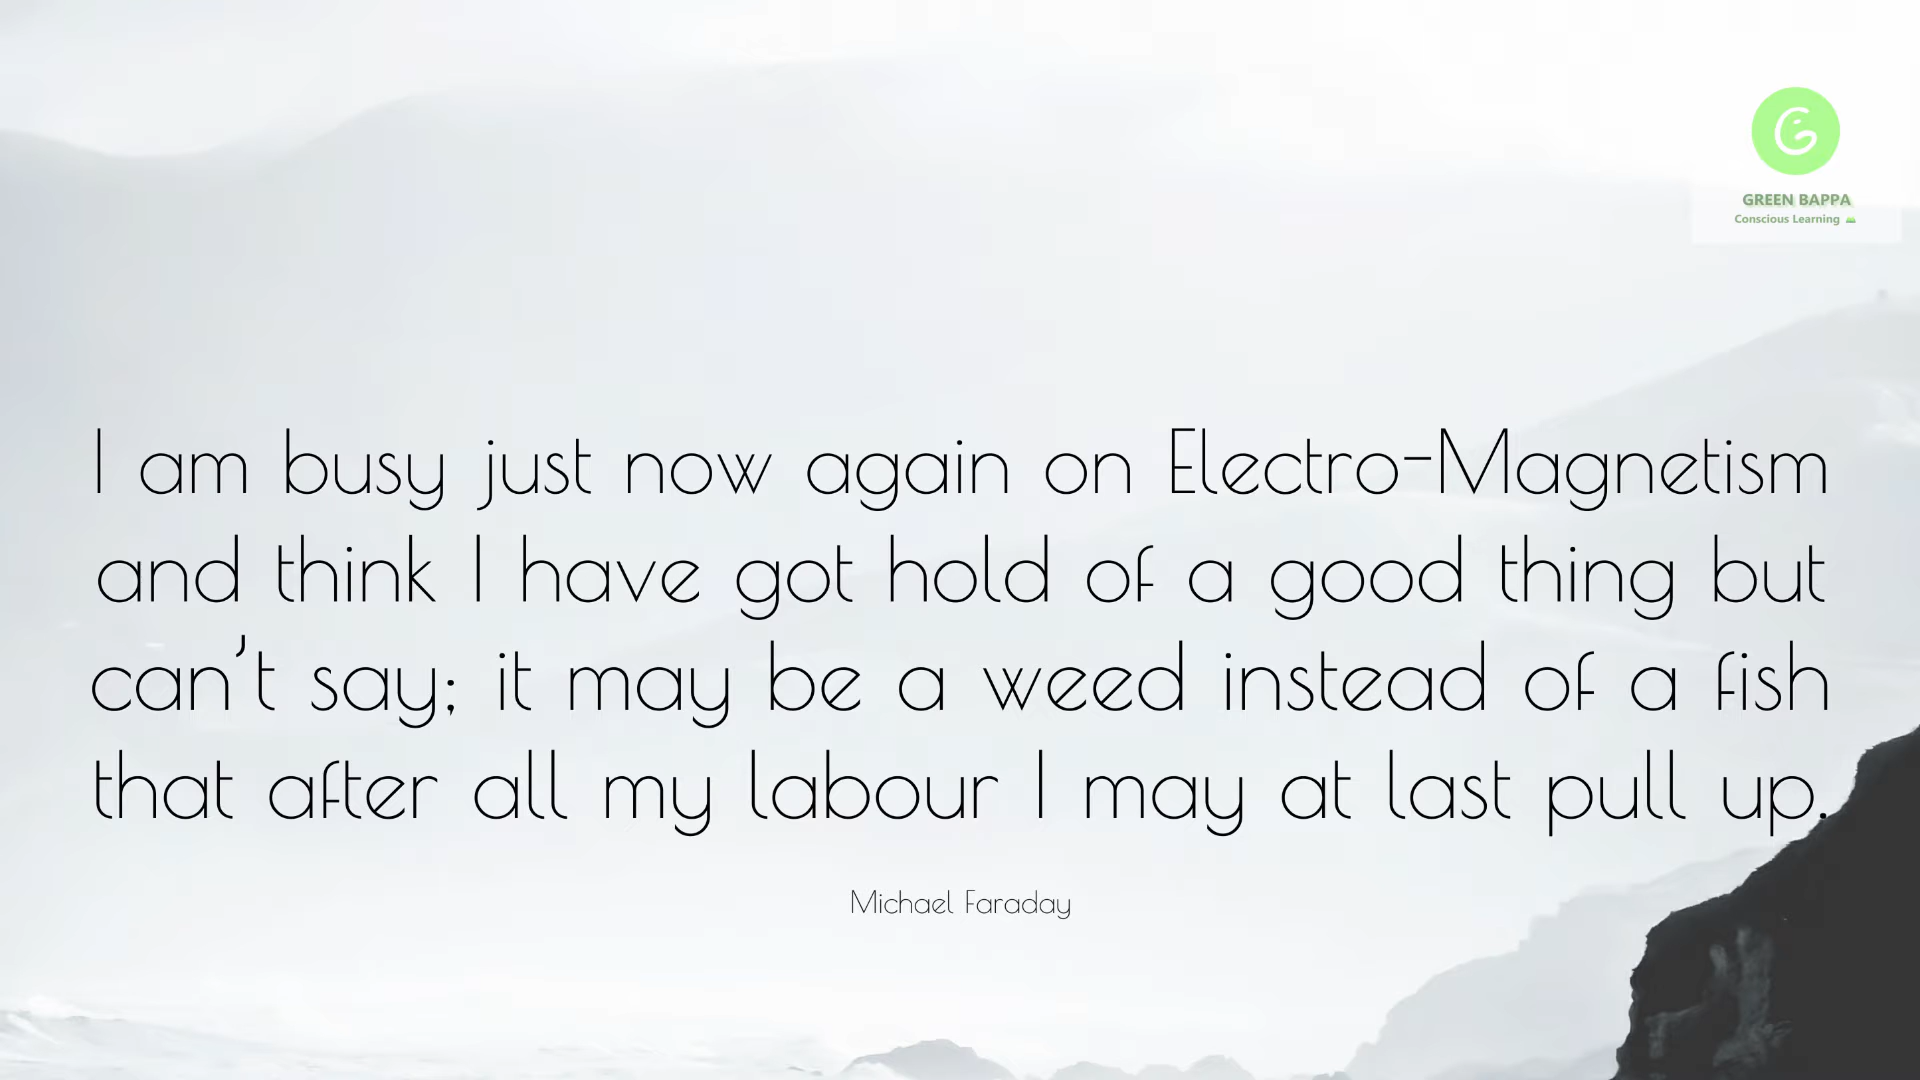 GREEN BAPPA
Conscious Learning
I am busy just now again on Electro-Magnetism
and think I have got hold of a good thing but
can't say; it may be a weed instead of a fish
that after all my labour I may at last pull up.
Michael Faraday